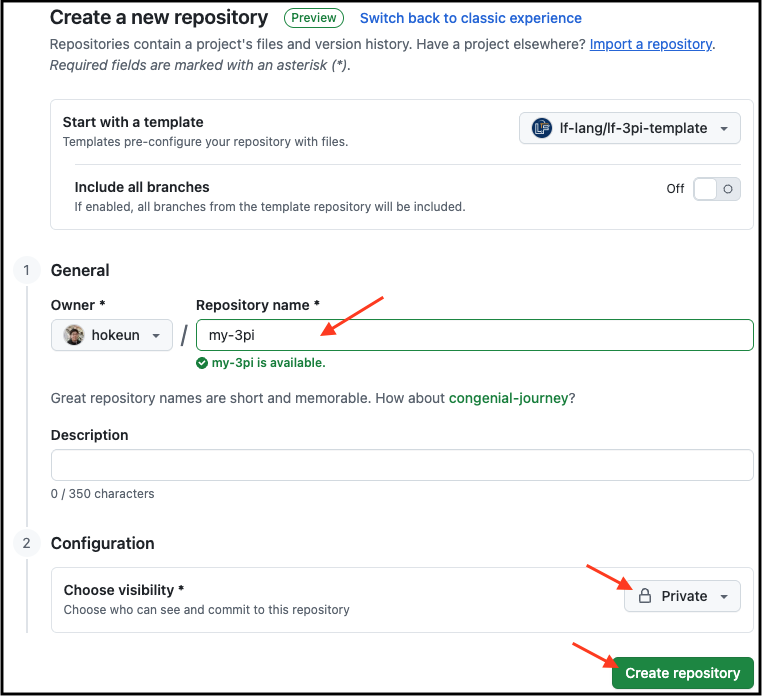 Create a new repository Preview Switch back to classic experience
Repositories contain a project's files and version history. Have a project elsewhere? Import a repository.
Required fields are marked with an asterisk (*).
Start with a template
Templates pre-configure your repository with files.
LF lf-lang/lf-3pi-template
Include all branches
If enabled, all branches from the template repository will be included.
Off
1 General
Owner * Repository name *
hokeun / my-3pi
my-3pi is available.
Great repository names are short and memorable. How about congenial-journey?
Description
0 / 350 characters
2 Configuration
Choose visibility *
Choose who can see and commit to this repository
Private
Create repository